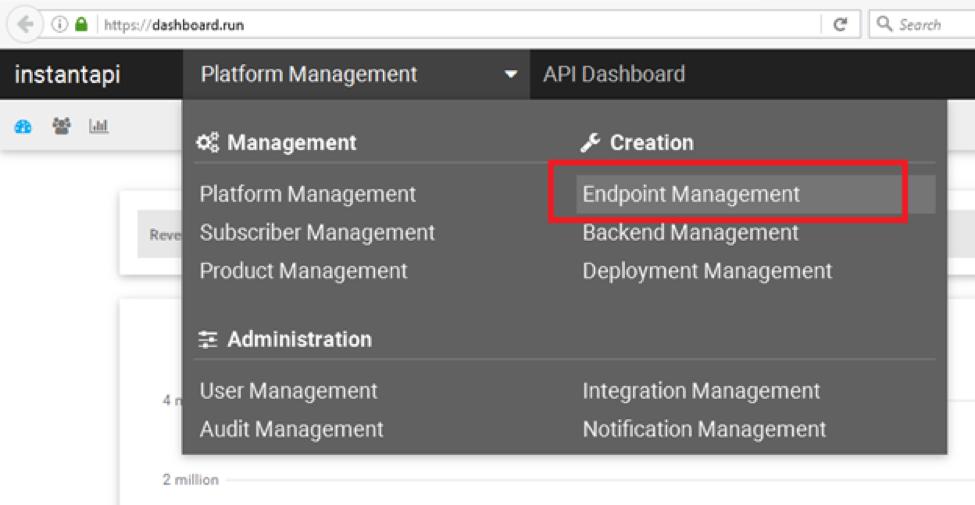 https://dashboard.run
Search
instantapi
Platform Management
API Dashboard
Management
Creation
Platform Management
Endpoint Management
Subscriber Management
Backend Management
Product Management
Deployment Management
Reve
Administration
User Management
Integration Management
4 m
Audit Management
Notification Management
2 million